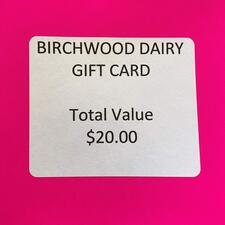 BIRCHWOOD DAIRY
GIFT CARD
Total Value
$20.00